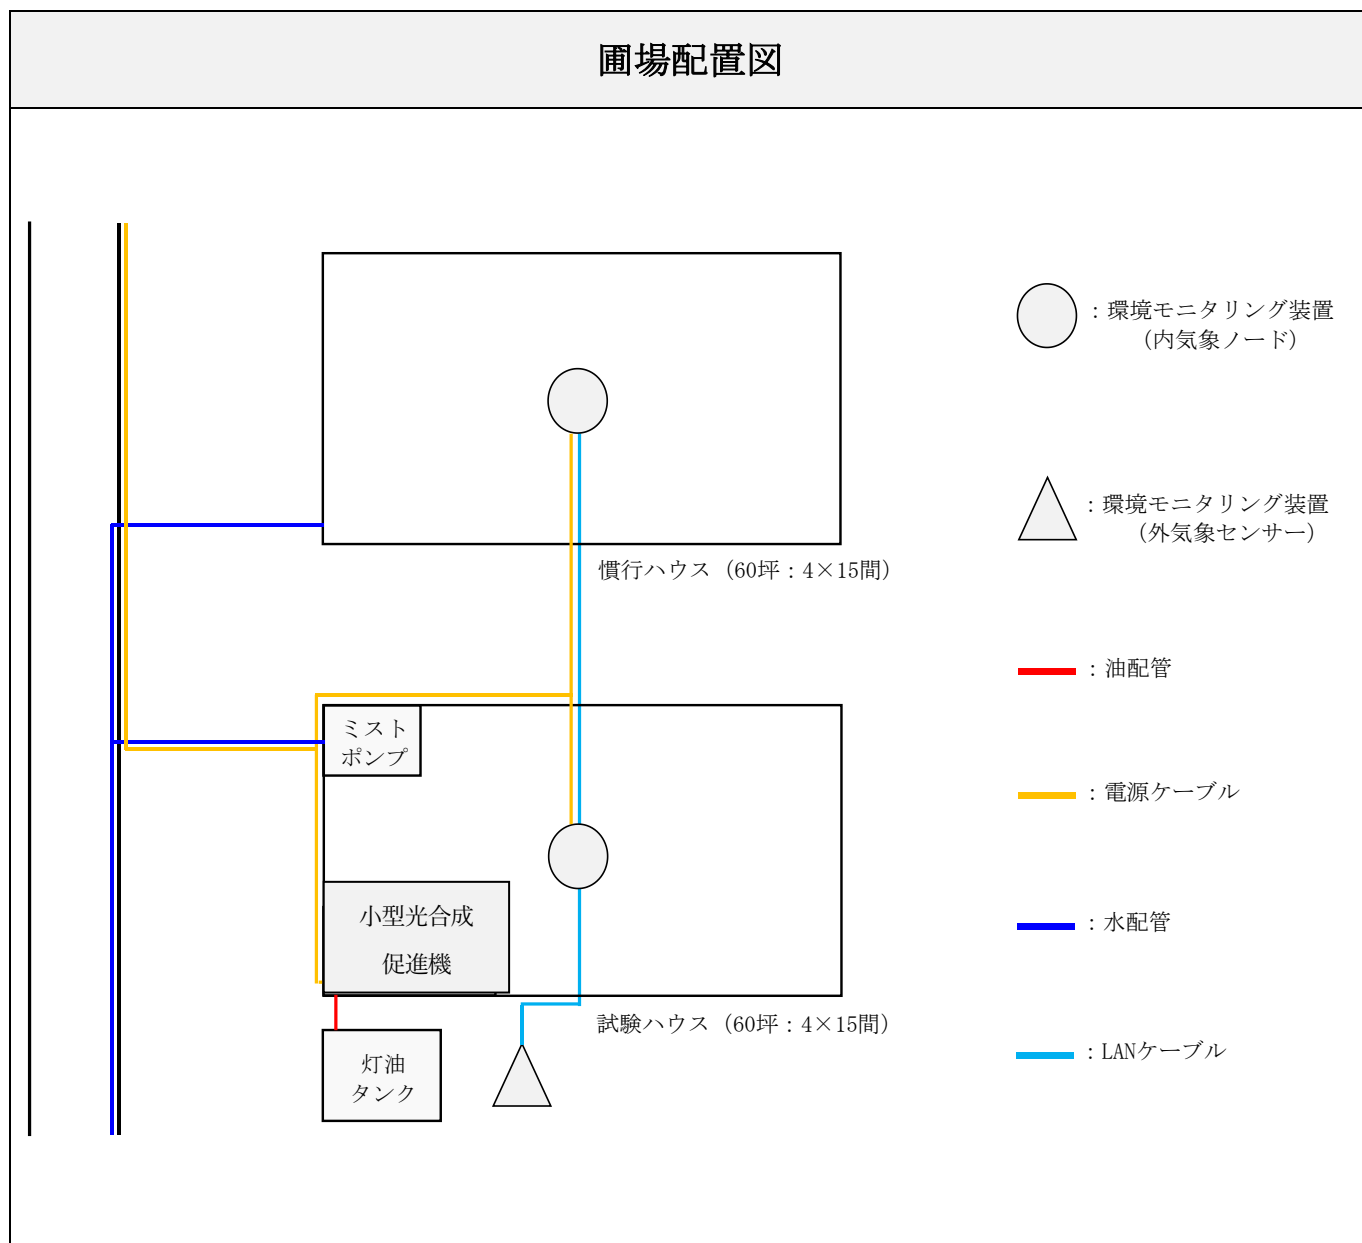 圃場配置図
：環境モニタリング装置
（内気象ノード）
：環境モニタリング装置
（外気象センサー）
慣行ハウス（60坪：4×15間）
：油配管
ミスト
ポンプ
：電源ケーブル
小型光合成
促進機
：水配管
試験ハウス（60坪：4×15間）
：LANケーブル
灯油
タンク